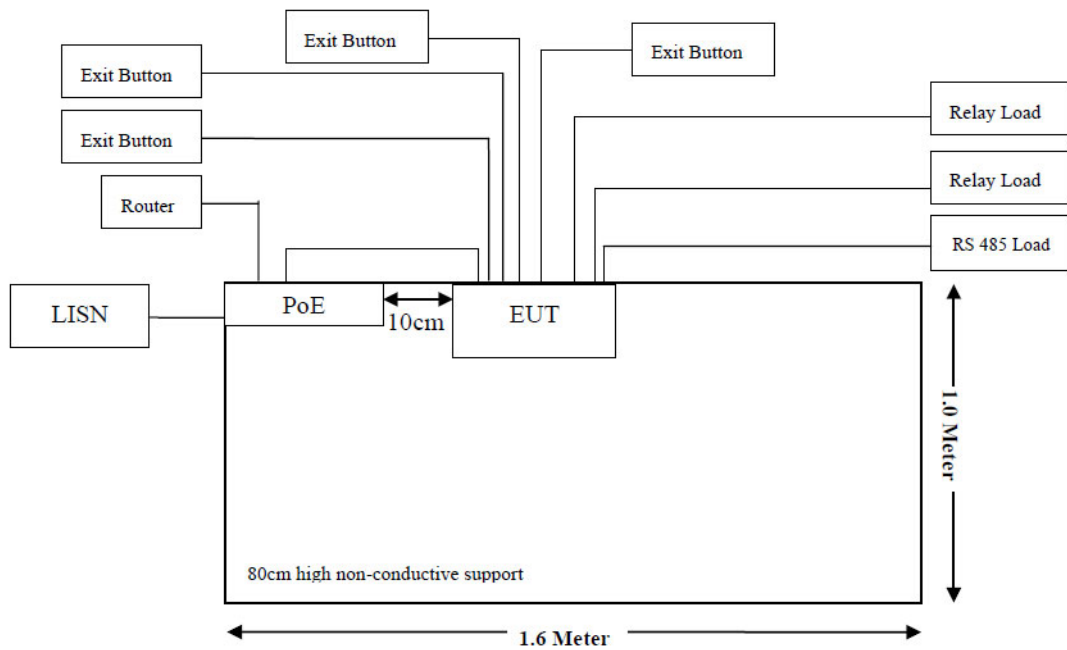 Exit Button
Exit Button
Exit Button
Relay Load
Exit Button
Relay Load
Router
RS 485 Load
LISN
PoE
10cm
EUT
1.0 Meter
80cm high non-conductive support
1.6 Meter